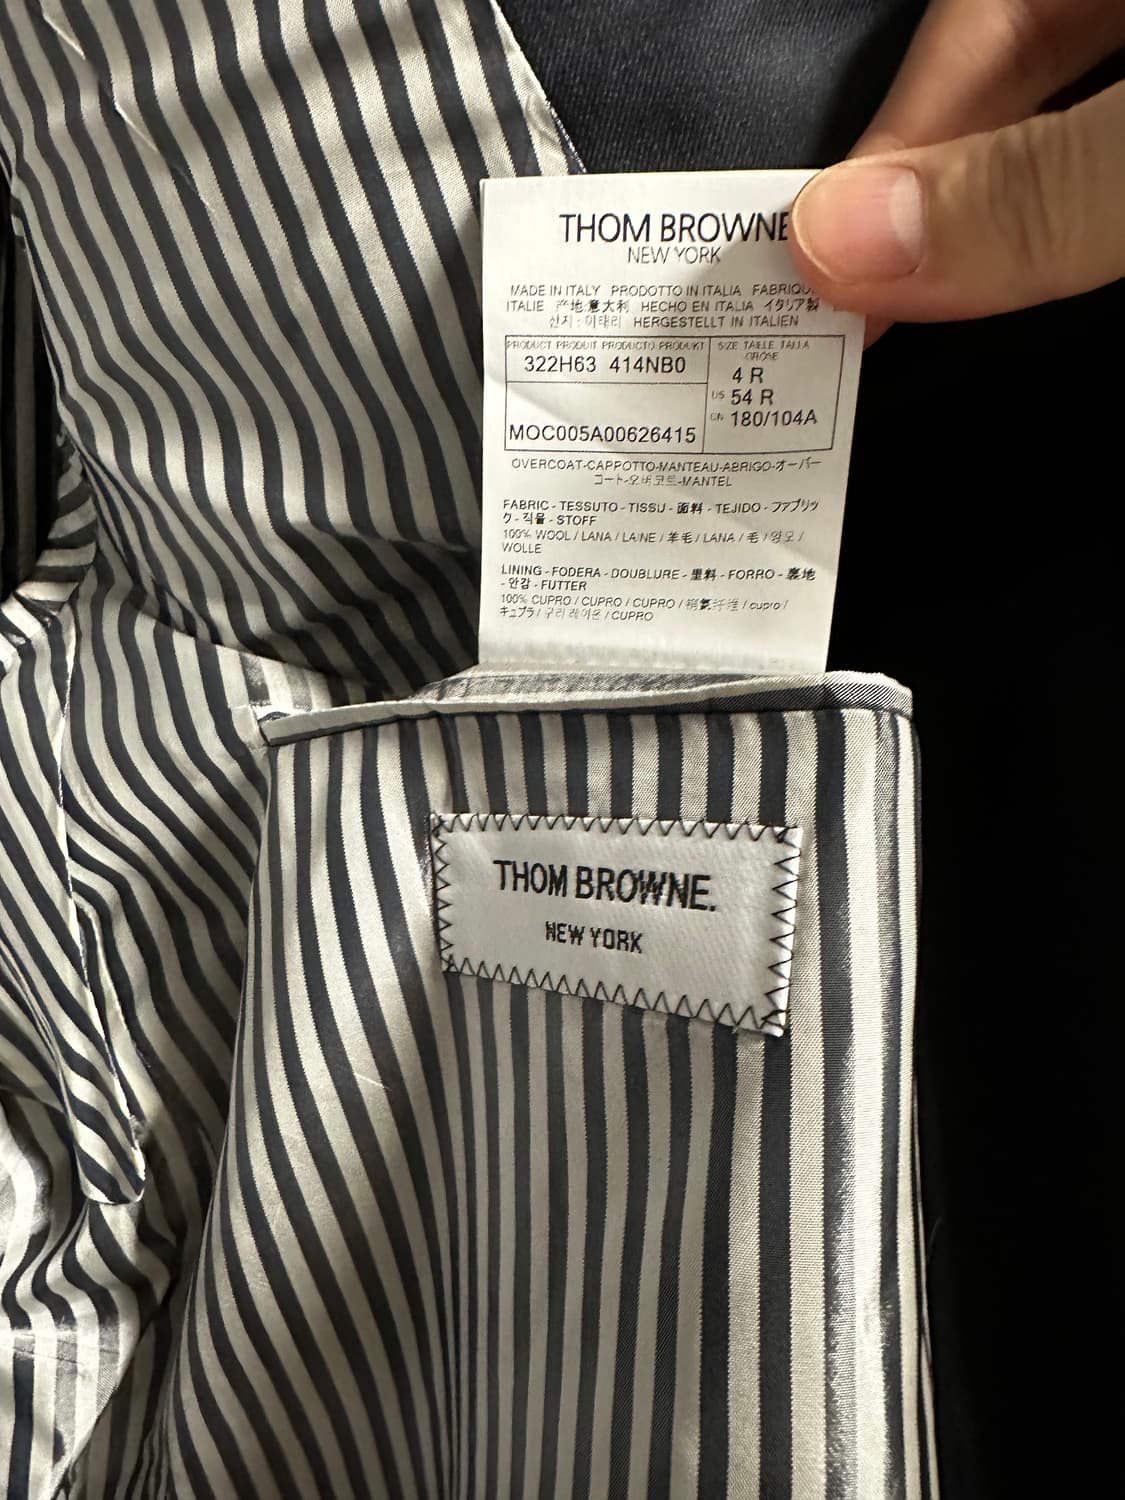 THOM BROWNE
NEW YORK
MADE IN ITALY PRODOTTO IN ITALIA
ITALIE 产地:意大利 HECHO EN ITALIA イタリア製
산지:이태리 HERGESTELLT IN ITALIEN
PRODUCT PRODUIT PRODUCTO PRODUKT
322H63 414NB0
MOC005A00626415
SIZE TAILLE TALLA
GRÖSE
4 R
US 54 R
CN 180/104A
OVERCOAT-CAPPOTTO-MANTEAU-ABRIGO-オーバー
コート-오버코트-MANTEL
FABRIC - TESSUTO - TISSU - 面料 - TEJIDO - ファブリッ
ク - 직물 - STOFF
100% WOOL / LANA / LAINE / 羊毛 / LANA / 毛 / 양모 /
WOLLE
LINING - FODERA - DOUBLURE - 里料 - FORRO - 裏地
- 안감 - FUTTER
100% CUPRO / CUPRO / CUPRO / 铜氨纤维 / cupro /
キュプラ / 구리 레이온 / CUPRO
THOM BROWNE.
NEW YORK